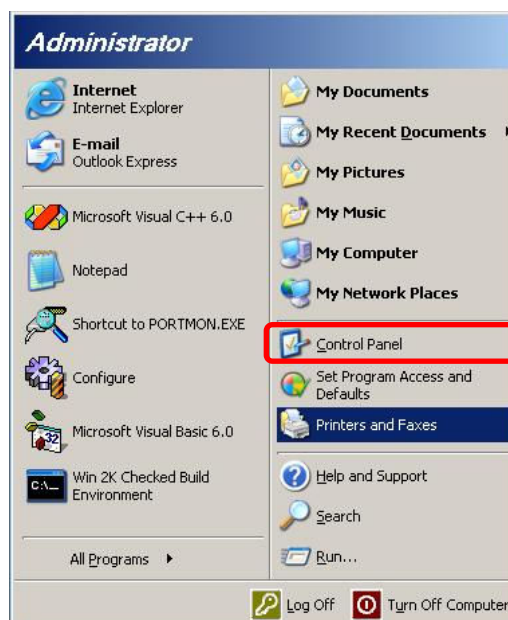 Administrator
Internet
Internet Explorer
E-mail
Outlook Express
Microsoft Visual C++ 6.0
Notepad
Shortcut to PORTMON.EXE
Configure
Microsoft Visual Basic 6.0
Win 2K Checked Build
Environment
All Programs
My Documents
My Recent Documents
My Pictures
My Music
My Computer
My Network Places
Control Panel
Set Program Access and
Defaults
Printers and Faxes
Help and Support
Search
Run...
Log Off
Turn Off Computer